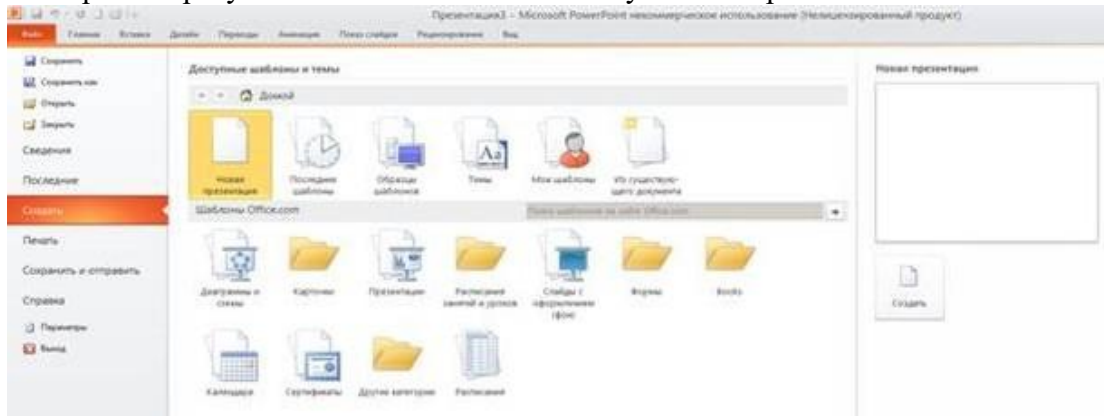 Презентация3 - Microsoft PowerPoint некоммерческое использование (Нелицензированный продукт)
Файл Главная Вставка Дизайн Переходы Анимация Показ слайдов Рецензирование Вид
Сохранить
Сохранить как
Открыть
Закрыть
Сведения
Последние
Создать
Печать
Сохранить и отправить
Справка
Параметры
Выход
Доступные шаблоны и темы
Домой
Новая презентация
Последние шаблоны
Образцы шаблонов
Темы
Мои шаблоны
Из существую-
щего документа
Шаблоны Office.com
Поиск шаблонов на сайте Office.com
Диаграммы и схемы
Карточки
Презентации
Расписания занятий и уроков
Слайды с оформлением
Формы
Books
Календари
Сертификаты
Другие категории
Расписания
Новая презентация
Создать